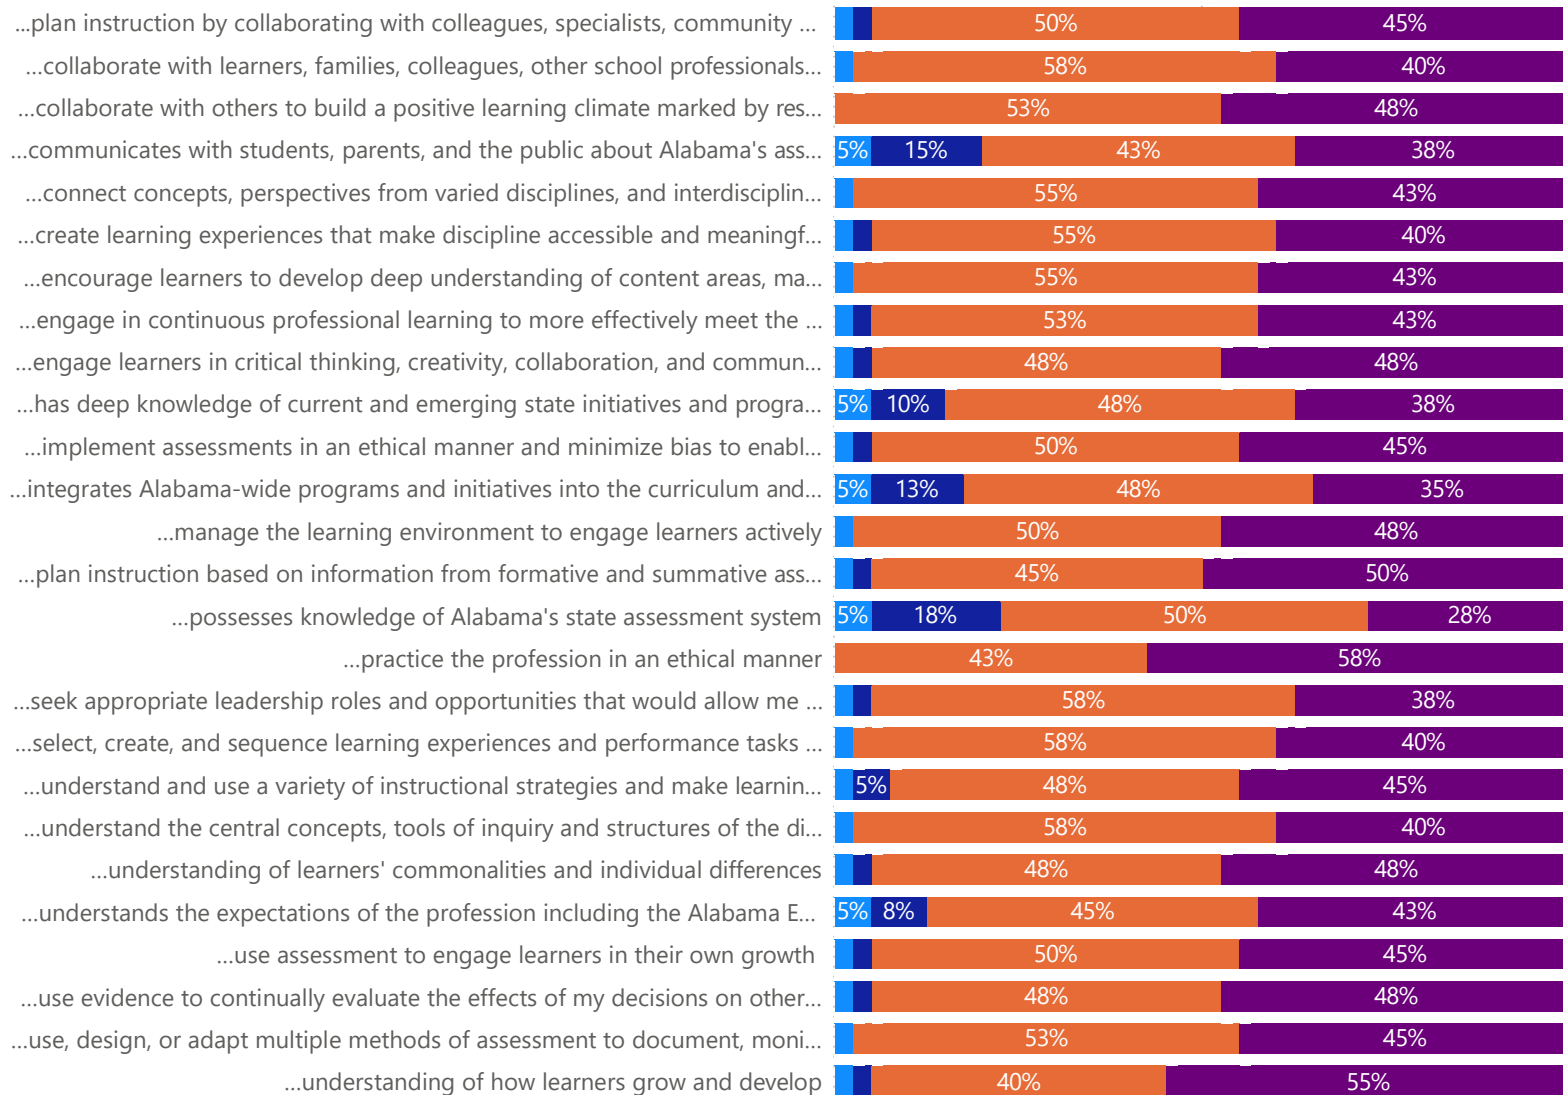 ...plan instruction by collaborating with colleagues, specialists, community ... 50% 45%
...collaborate with learners, families, colleagues, other school professionals... 58% 40%
...collaborate with others to build a positive learning climate marked by res... 53% 48%
...communicates with students, parents, and the public about Alabama's ass... 5% 15% 43% 38%
...connect concepts, perspectives from varied disciplines, and interdisciplin... 55% 43%
...create learning experiences that make discipline accessible and meaningf... 55% 40%
...encourage learners to develop deep understanding of content areas, ma... 55% 43%
...engage in continuous professional learning to more effectively meet the ... 53% 43%
...engage learners in critical thinking, creativity, collaboration, and commun... 48% 48%
...has deep knowledge of current and emerging state initiatives and progra... 5% 10% 48% 38%
...implement assessments in an ethical manner and minimize bias to enabl... 50% 45%
...integrates Alabama-wide programs and initiatives into the curriculum and... 5% 13% 48% 35%
...manage the learning environment to engage learners actively 50% 48%
...plan instruction based on information from formative and summative ass... 45% 50%
...possesses knowledge of Alabama's state assessment system 5% 18% 50% 28%
...practice the profession in an ethical manner 43% 58%
...seek appropriate leadership roles and opportunities that would allow me ... 58% 38%
...select, create, and sequence learning experiences and performance tasks ... 58% 40%
...understand and use a variety of instructional strategies and make learnin... 5% 48% 45%
...understand the central concepts, tools of inquiry and structures of the di... 58% 40%
...understanding of learners' commonalities and individual differences 48% 48%
...understands the expectations of the profession including the Alabama E... 5% 8% 45% 43%
...use assessment to engage learners in their own growth 50% 45%
...use evidence to continually evaluate the effects of my decisions on other... 48% 48%
...use, design, or adapt multiple methods of assessment to document, moni... 53% 45%
...understanding of how learners grow and develop 40% 55%